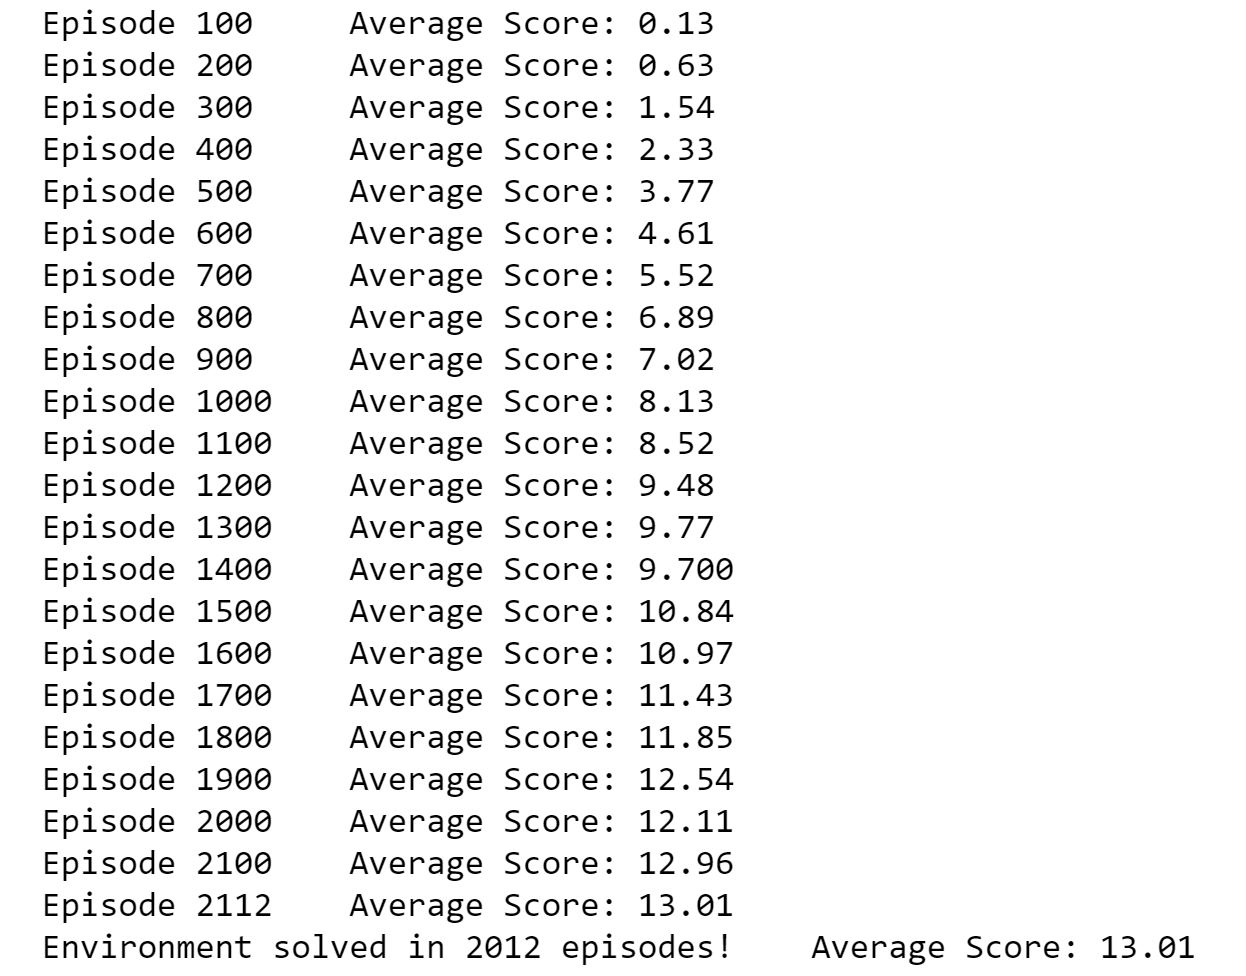 Episode 100 Average Score: 0.13
Episode 200 Average Score: 0.63
Episode 300 Average Score: 1.54
Episode 400 Average Score: 2.33
Episode 500 Average Score: 3.77
Episode 600 Average Score: 4.61
Episode 700 Average Score: 5.52
Episode 800 Average Score: 6.89
Episode 900 Average Score: 7.02
Episode 1000 Average Score: 8.13
Episode 1100 Average Score: 8.52
Episode 1200 Average Score: 9.48
Episode 1300 Average Score: 9.77
Episode 1400 Average Score: 9.700
Episode 1500 Average Score: 10.84
Episode 1600 Average Score: 10.97
Episode 1700 Average Score: 11.43
Episode 1800 Average Score: 11.85
Episode 1900 Average Score: 12.54
Episode 2000 Average Score: 12.11
Episode 2100 Average Score: 12.96
Episode 2112 Average Score: 13.01
Environment solved in 2012 episodes! Average Score: 13.01